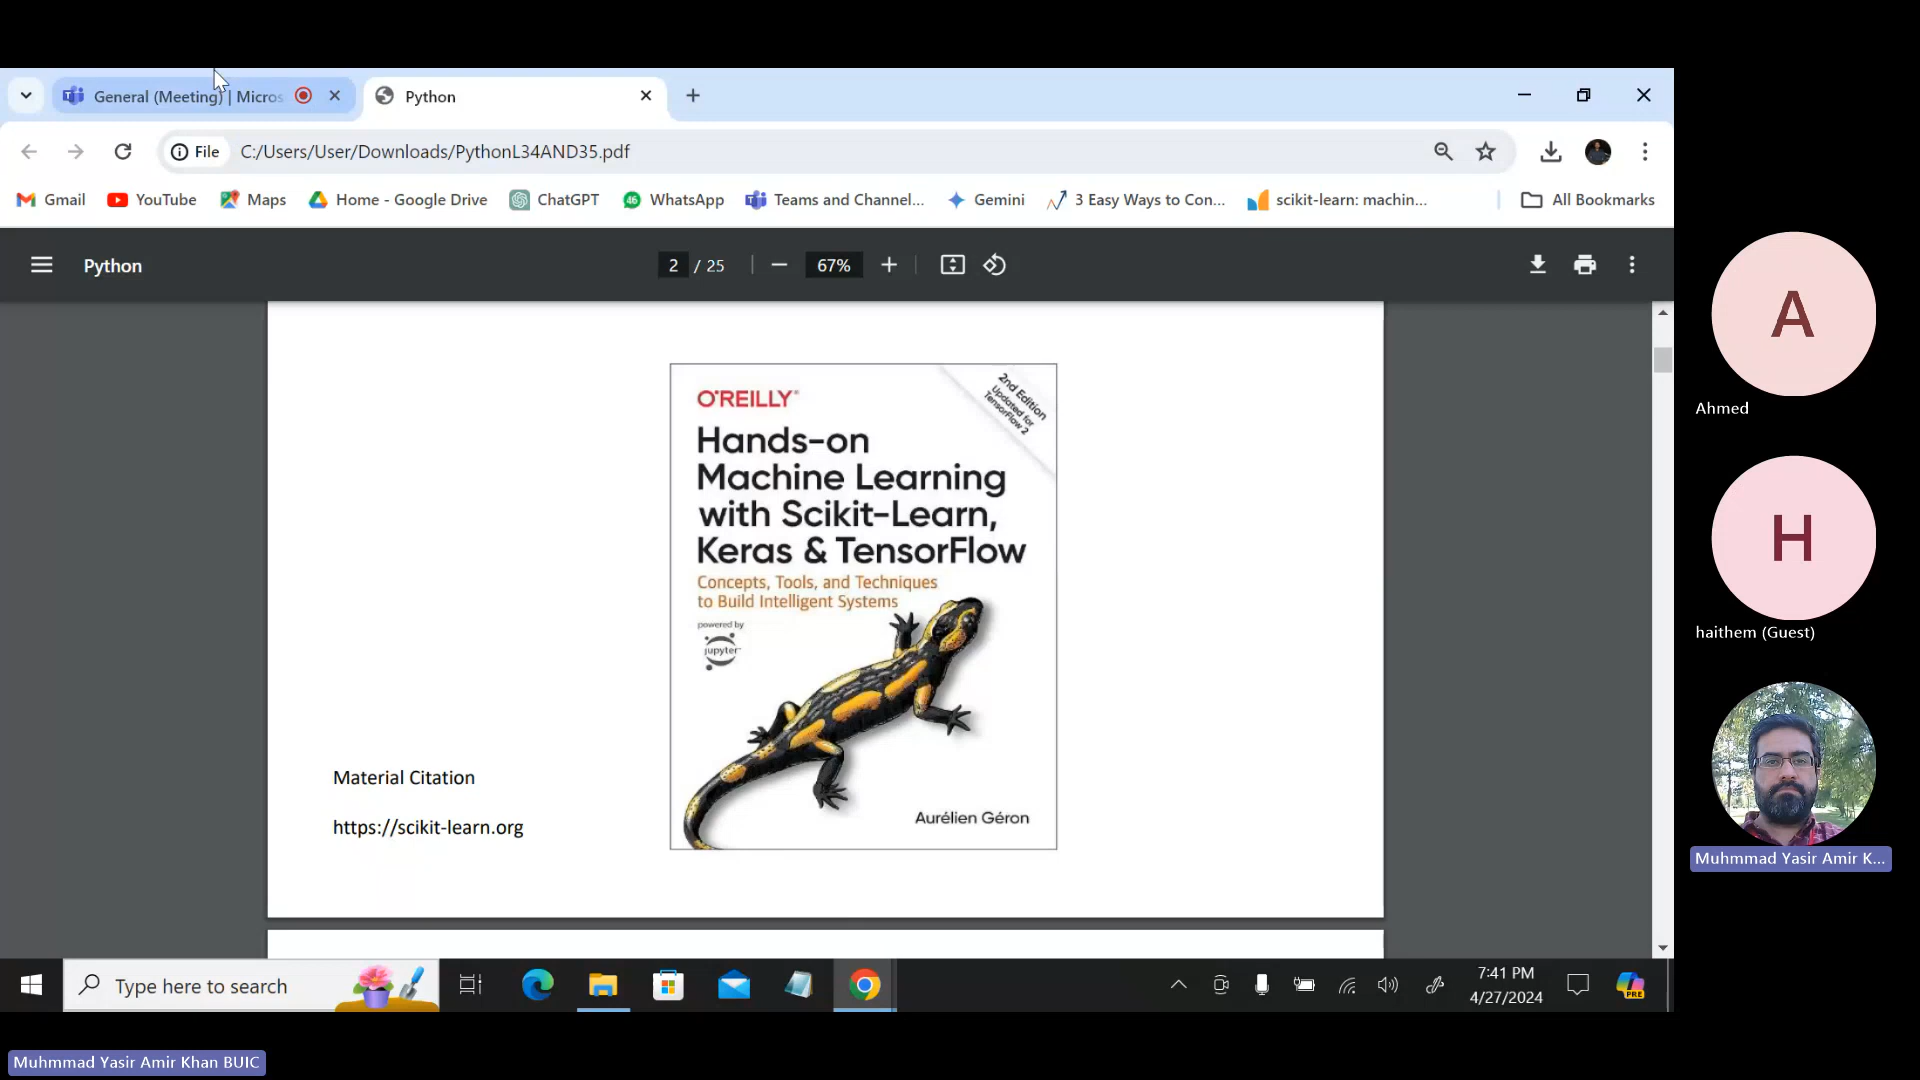 General (Meeting) | Micros
Python
File
C:/Users/User/Downloads/PythonL34AND35.pdf
Gmail
YouTube
Maps
Home - Google Drive
ChatGPT
46
WhatsApp
Teams and Channel...
Gemini
3 Easy Ways to Con...
scikit-learn: machin...
All Bookmarks
Python
2 / 25
67%
O'REILLY®
2nd Edition
Updated for
TensorFlow 2
Hands-on
Machine Learning
with Scikit-Learn,
Keras & TensorFlow
Concepts, Tools, and Techniques
to Build Intelligent Systems
powered by
jupyter
Aurélien Géron
Material Citation
https://scikit-learn.org
A
Ahmed
H
haithem (Guest)
Muhmmad Yasir Amir K...
Type here to search
7:41 PM
4/27/2024
PRE
Muhmmad Yasir Amir Khan BUIC